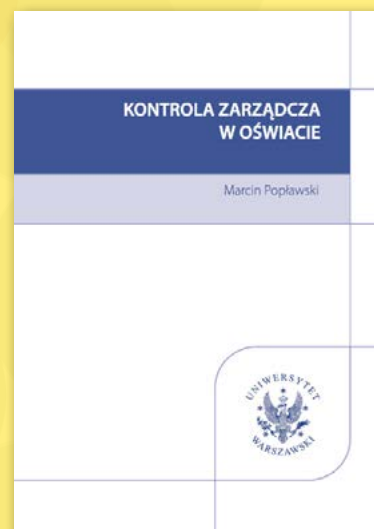 KONTROLA ZARZĄDCZA
W OŚWIACIE
Marcin Popławski
UNIWERSYTET
WARSZAWSKI